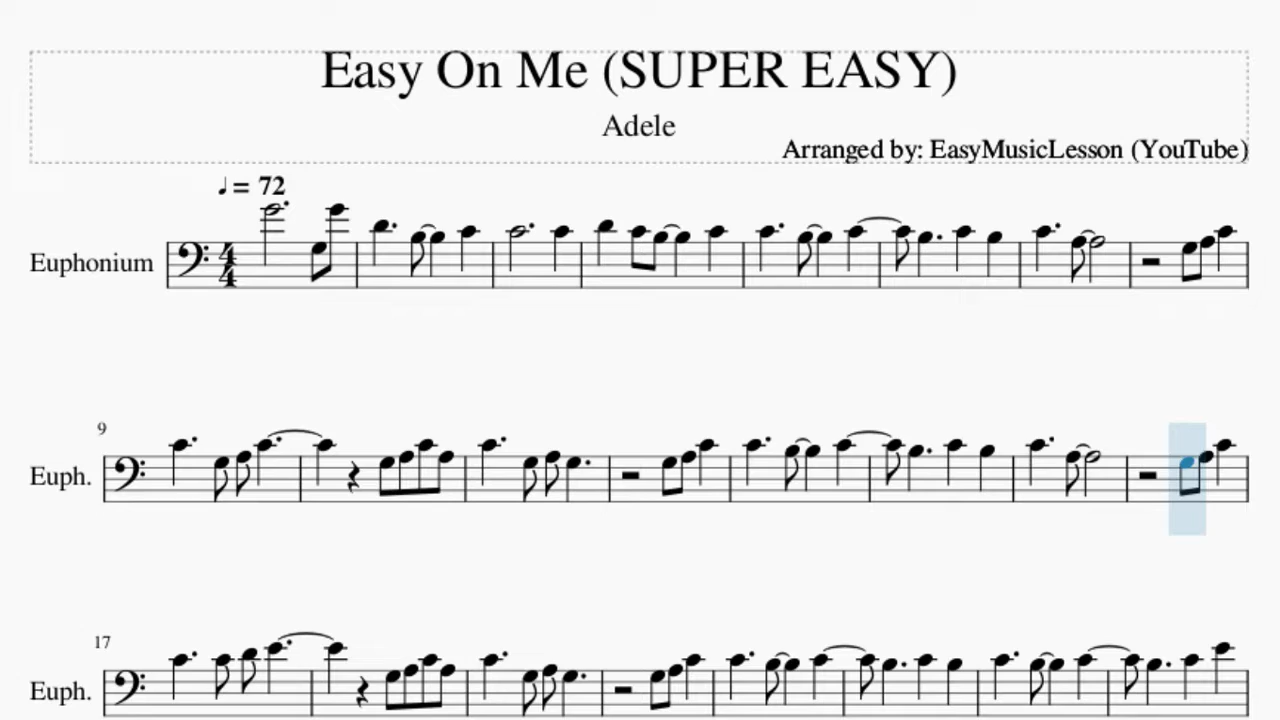 Easy On Me (SUPER EASY)
Adele
Arranged by: EasyMusicLesson (YouTube)
♩ = 72
Euphonium
4
4
9
Euph.
17
Euph.